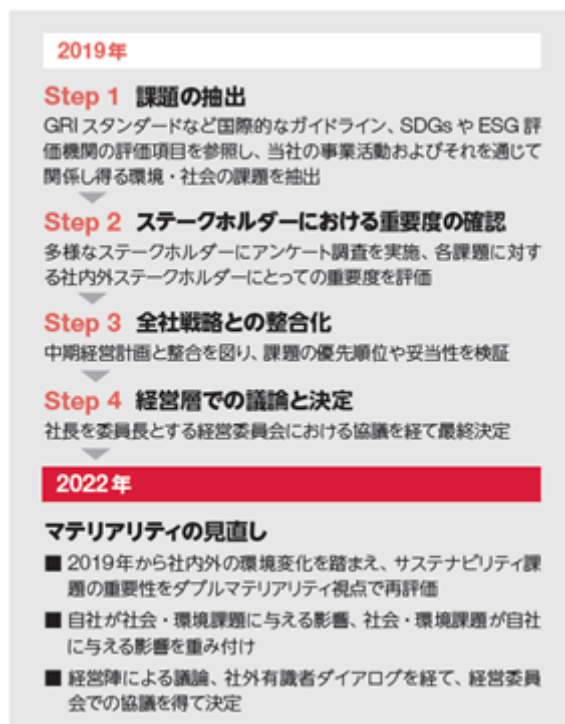 2019年
Step 1 課題の抽出
GRIスタンダードなど国際的なガイドライン、SDGsやESG評
価機関の評価項目を参照し、当社の事業活動およびそれを通じて
関係し得る環境・社会の課題を抽出
Step 2 ステークホルダーにおける重要度の確認
多様なステークホルダーにアンケート調査を実施、各課題に対す
る社内外ステークホルダーにとっての重要度を評価
Step 3 全社戦略との整合化
中期経営計画と整合を図り、課題の優先順位や妥当性を検証
Step 4 経営層での議論と決定
社長を委員長とする経営委員会における協議を経て最終決定
2022年
マテリアリティの見直し
■ 2019年から社内外の環境変化を踏まえ、サステナビリティ課
題の重要性をダブルマテリアリティ視点で再評価
■ 自社が社会・環境課題に与える影響、社会・環境課題が自社
に与える影響を重み付け
■ 経営陣による議論、社外有識者ダイアログを経て、経営委員
会での協議を得て決定